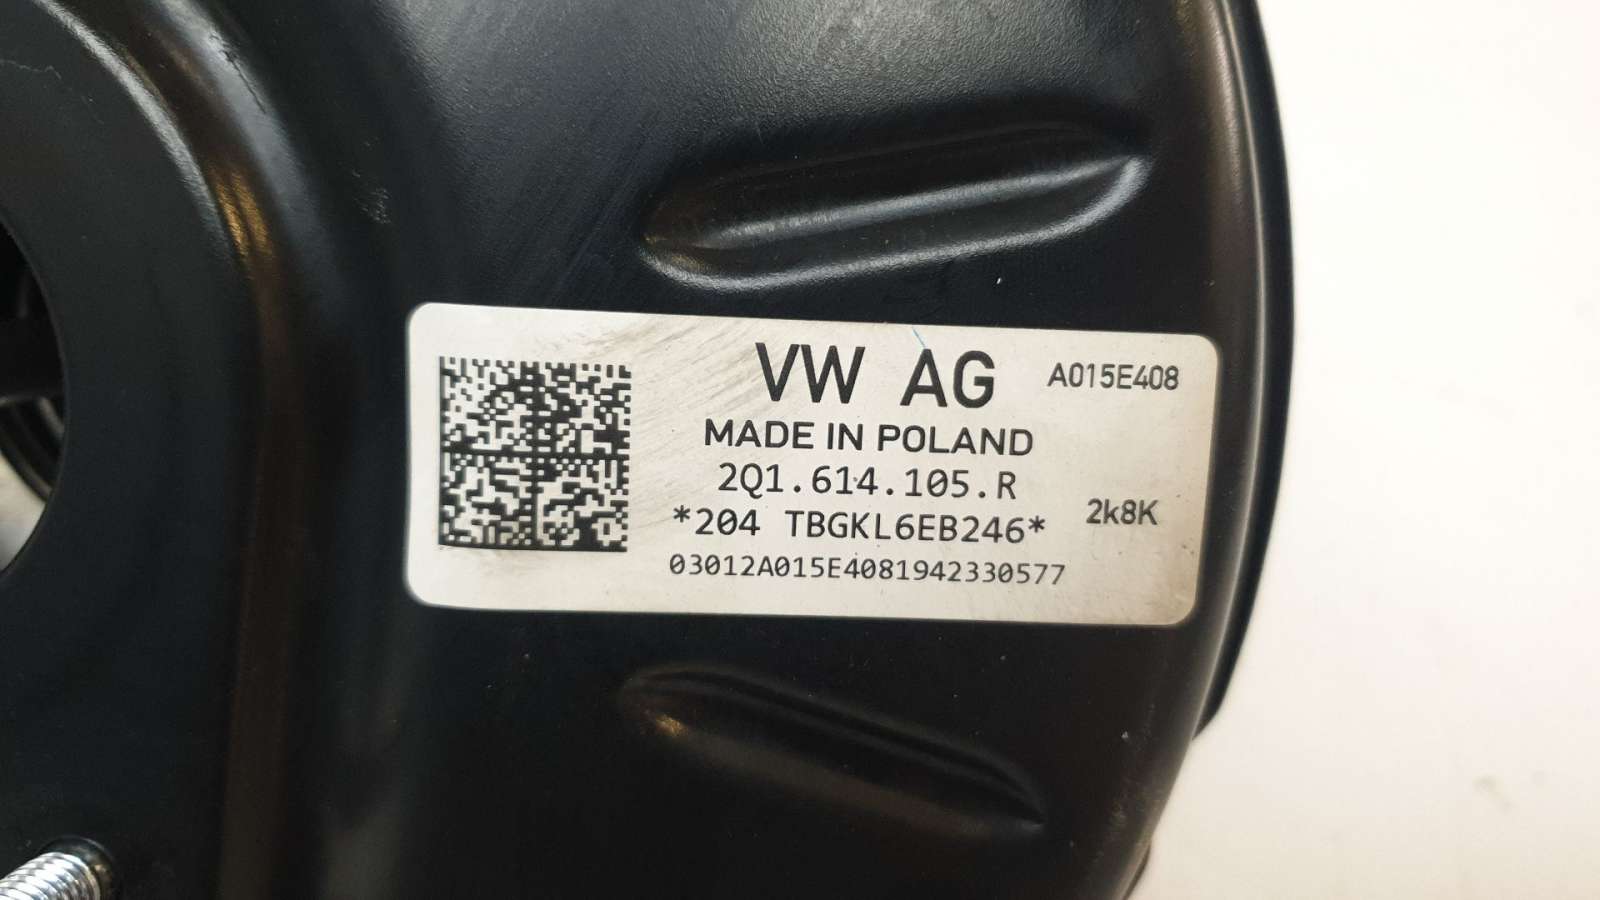 VW AG A015E408
MADE IN POLAND
2Q1.614.105.R
*204 TBGKL6EB246* 2k8K
03012A015E4081942330577